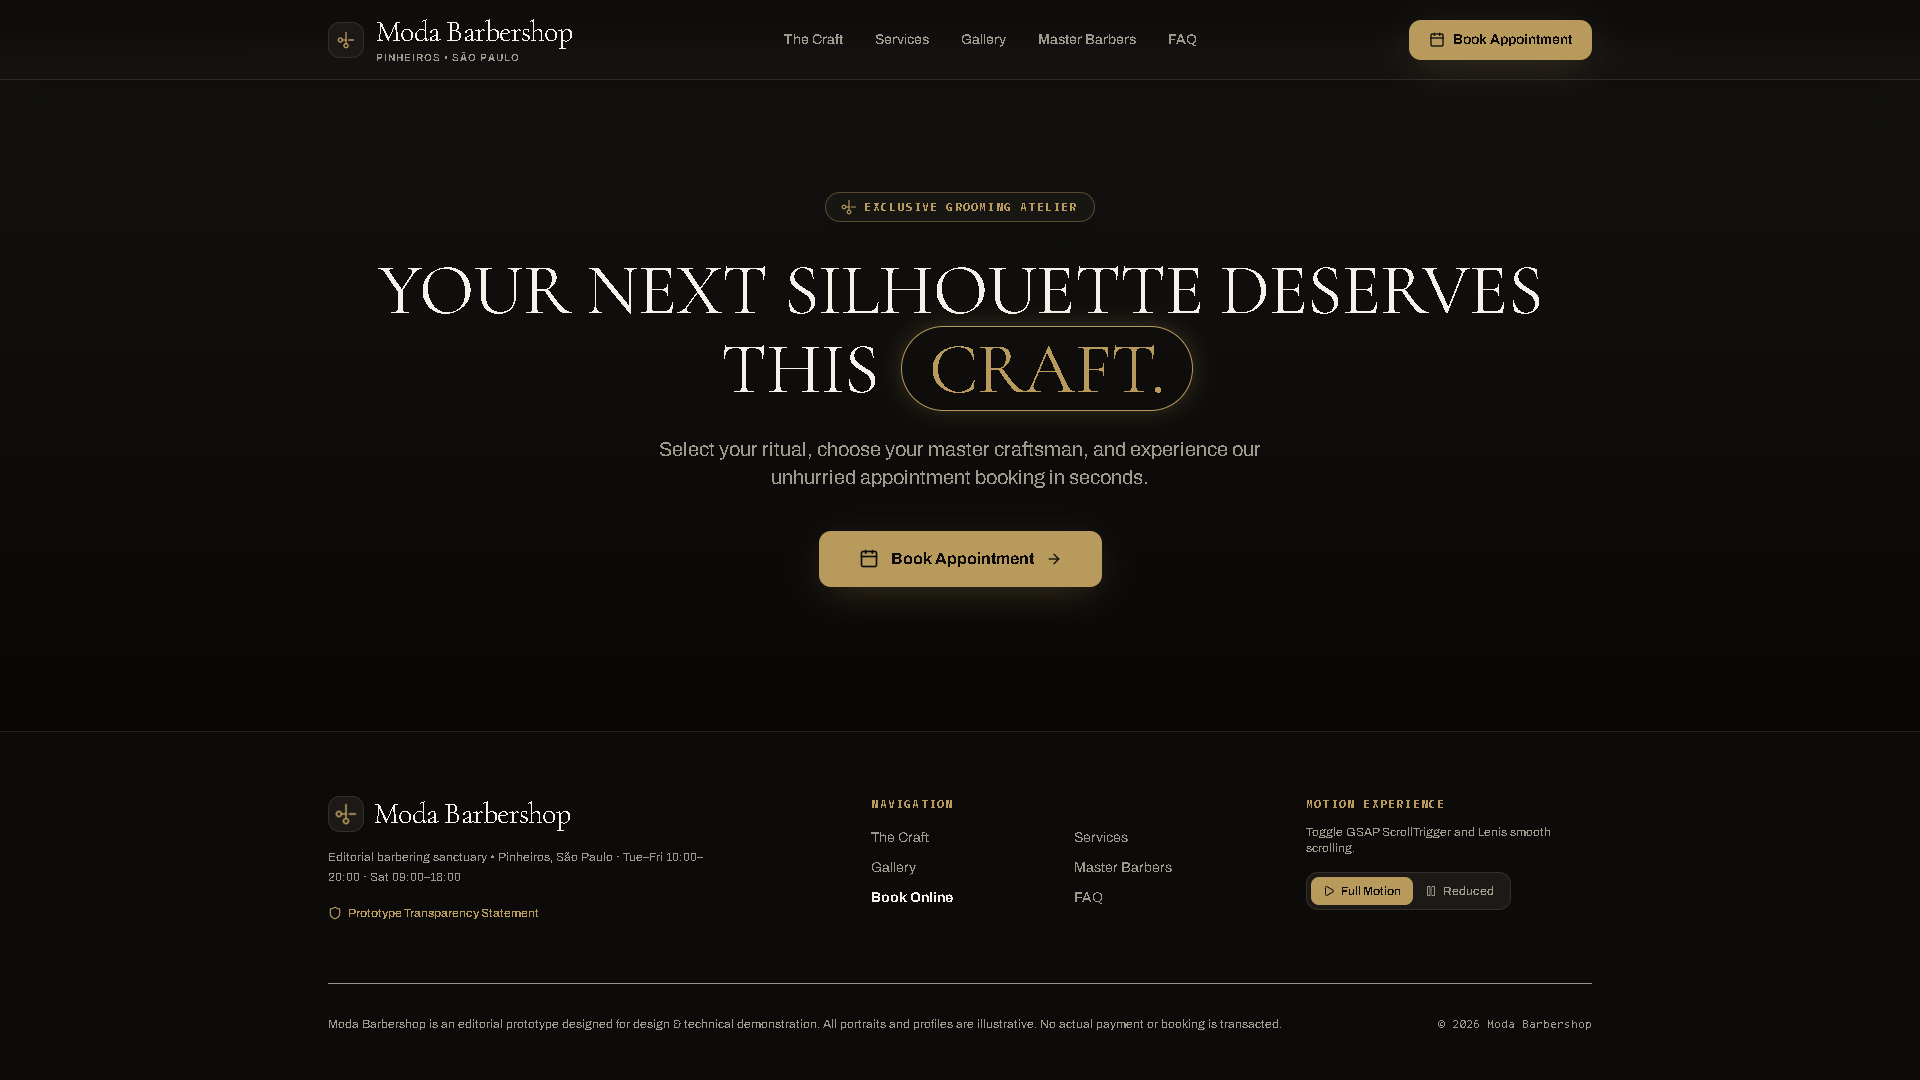 Moda Barbershop
PINHEIROS • SÃO PAULO
The Craft
Services
Gallery
Master Barbers
FAQ
Book Appointment
EXCLUSIVE GROOMING ATELIER
YOUR NEXT SILHOUETTE DESERVES
THIS CRAFT.
Select your ritual, choose your master craftsman, and experience our
unhurried appointment booking in seconds.
Book Appointment
Moda Barbershop
Editorial barbering sanctuary • Pinheiros, São Paulo · Tue–Fri 10:00–
20:00 · Sat 09:00–18:00
Prototype Transparency Statement
NAVIGATION
The Craft
Services
Gallery
Master Barbers
Book Online
FAQ
MOTION EXPERIENCE
Toggle GSAP ScrollTrigger and Lenis smooth
scrolling.
Full Motion
Reduced
Moda Barbershop is an editorial prototype designed for design & technical demonstration. All portraits and profiles are illustrative. No actual payment or booking is transacted.
© 2026 Moda Barbershop